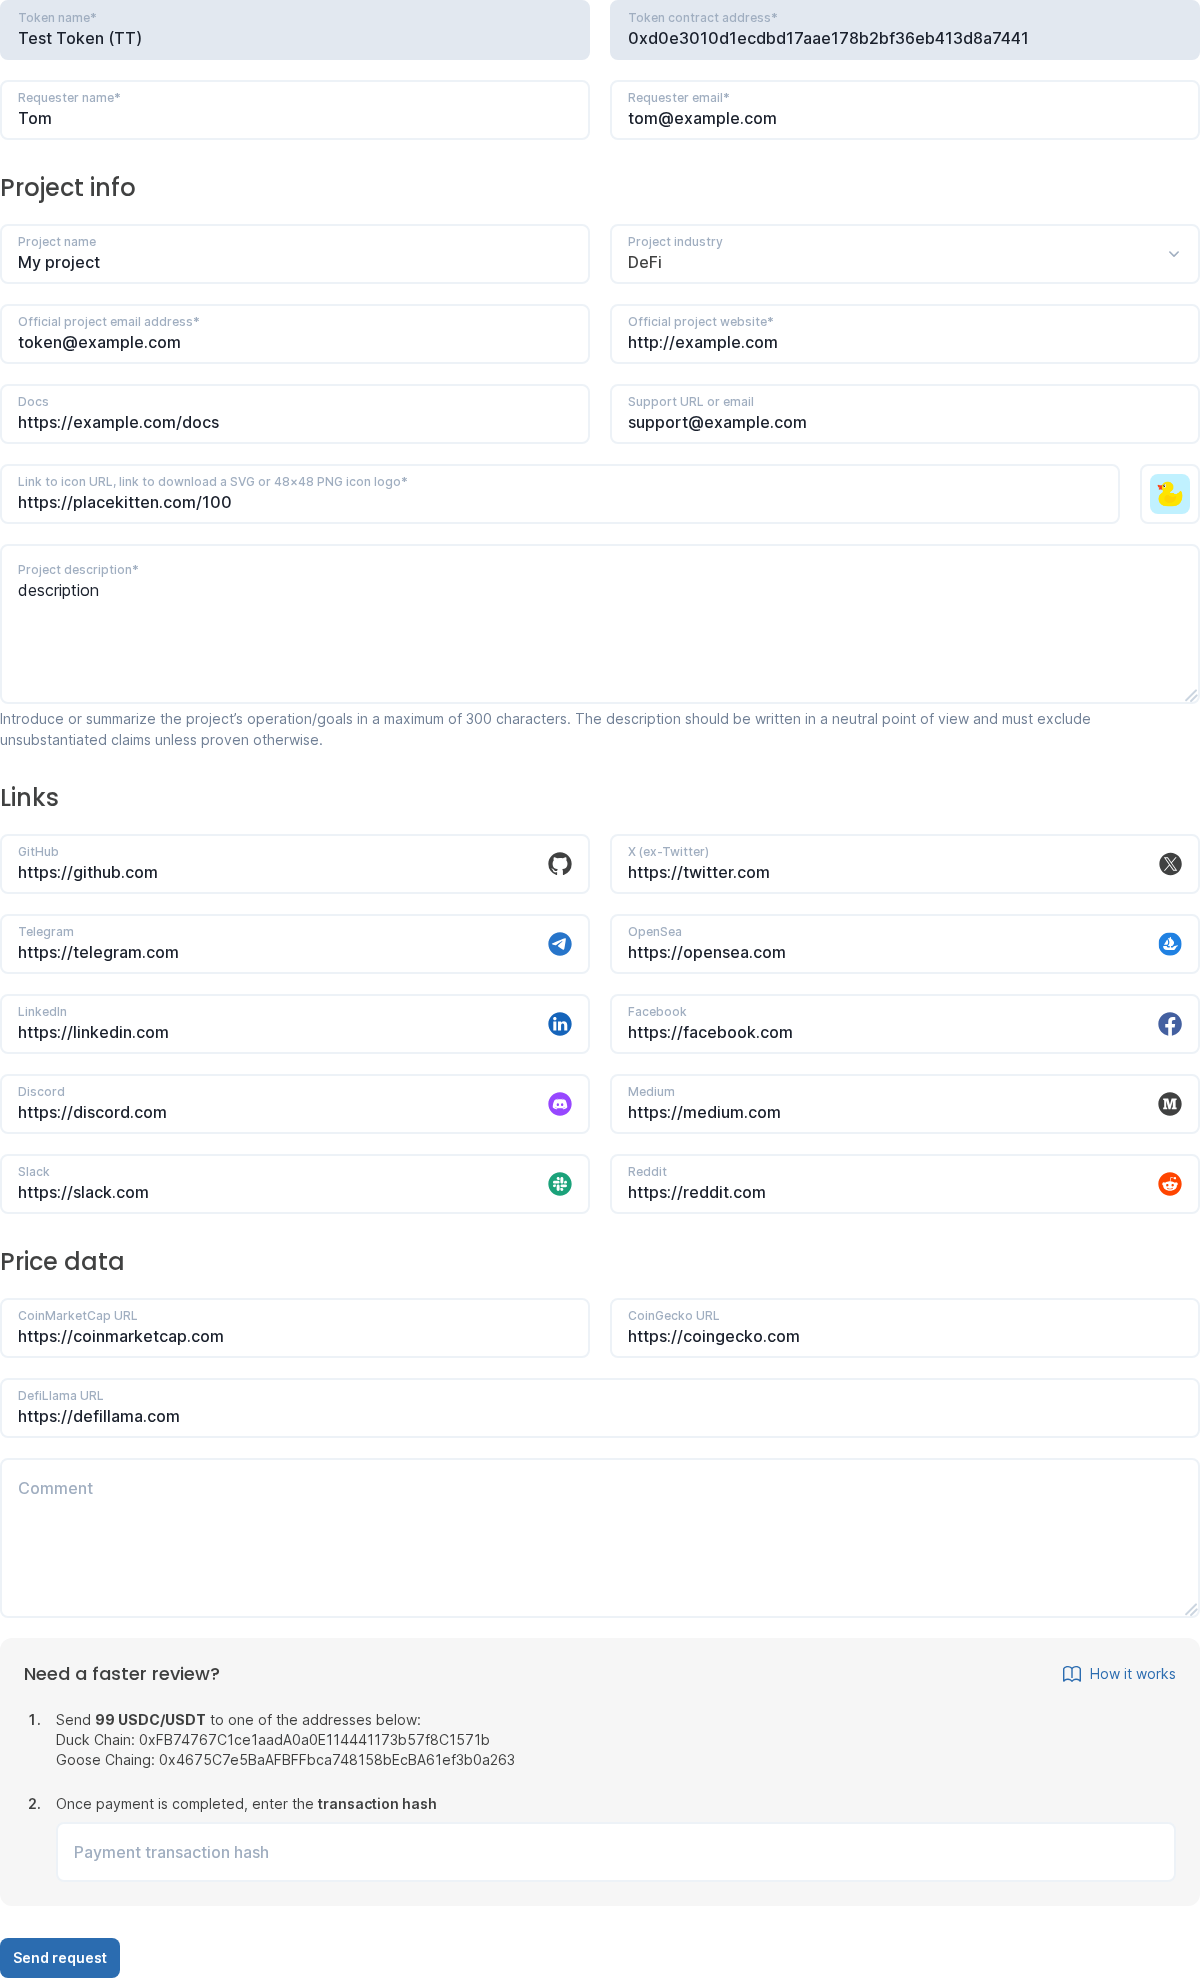 Token name*
Test Token (TT)
Token contract address*
0xd0e3010d1ecdbd17aae178b2bf36eb413d8a7441
Requester name*
Tom
Requester email*
tom@example.com
Project info
Project name
My project
Project industry
DeFi
Official project email address*
token@example.com
Official project website*
http://example.com
Docs
https://example.com/docs
Support URL or email
support@example.com
Link to icon URL, link to download a SVG or 48×48 PNG icon logo*
https://placekitten.com/100
Project description*
description
Introduce or summarize the project’s operation/goals in a maximum of 300 characters. The description should be written in a neutral point of view and must exclude
unsubstantiated claims unless proven otherwise.
Links
GitHub
https://github.com
X (ex-Twitter)
https://twitter.com
Telegram
https://telegram.com
OpenSea
https://opensea.com
LinkedIn
https://linkedin.com
Facebook
https://facebook.com
Discord
https://discord.com
Medium
https://medium.com
Slack
https://slack.com
Reddit
https://reddit.com
Price data
CoinMarketCap URL
https://coinmarketcap.com
CoinGecko URL
https://coingecko.com
DefiLlama URL
https://defillama.com
Comment
Need a faster review?
How it works
1. Send 99 USDC/USDT to one of the addresses below:
Duck Chain: 0xFB74767C1ce1aadA0a0E114441173b57f8C1571b
Goose Chaing: 0x4675C7e5BaAFBFFbca748158bEcBA61ef3b0a263
2. Once payment is completed, enter the transaction hash
Payment transaction hash
Send request